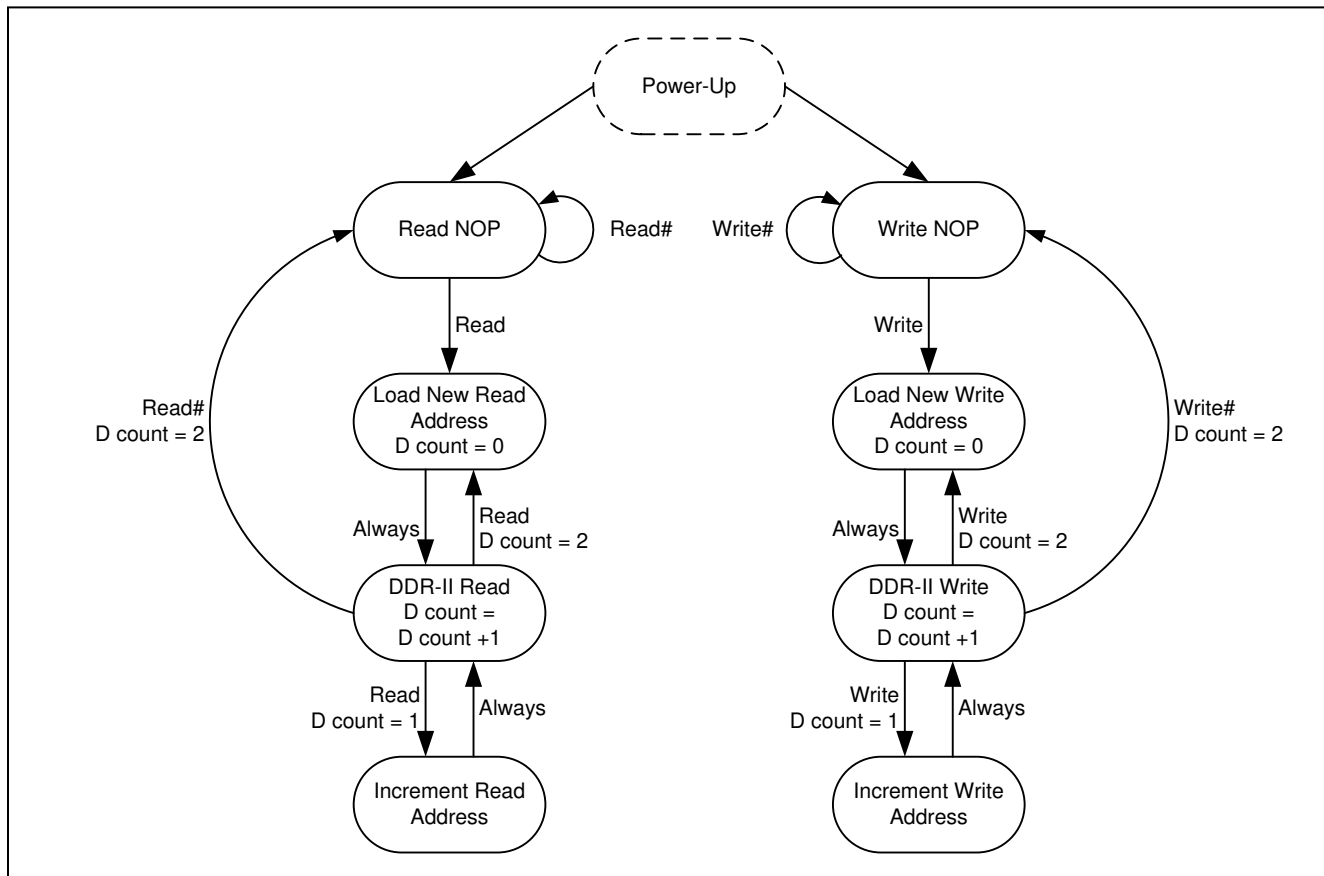 Power-Up
Read NOP
Read#
Write#
Write NOP
Read
Write
Load New Read
Address
D count = 0
Load New Write
Address
D count = 0
Read#
D count = 2
Write#
D count = 2
Always
Read
D count = 2
Always
Write
D count = 2
DDR-II Read
D count =
D count +1
DDR-II Write
D count =
D count +1
Read
D count = 1
Always
Write
D count = 1
Always
Increment Read
Address
Increment Write
Address